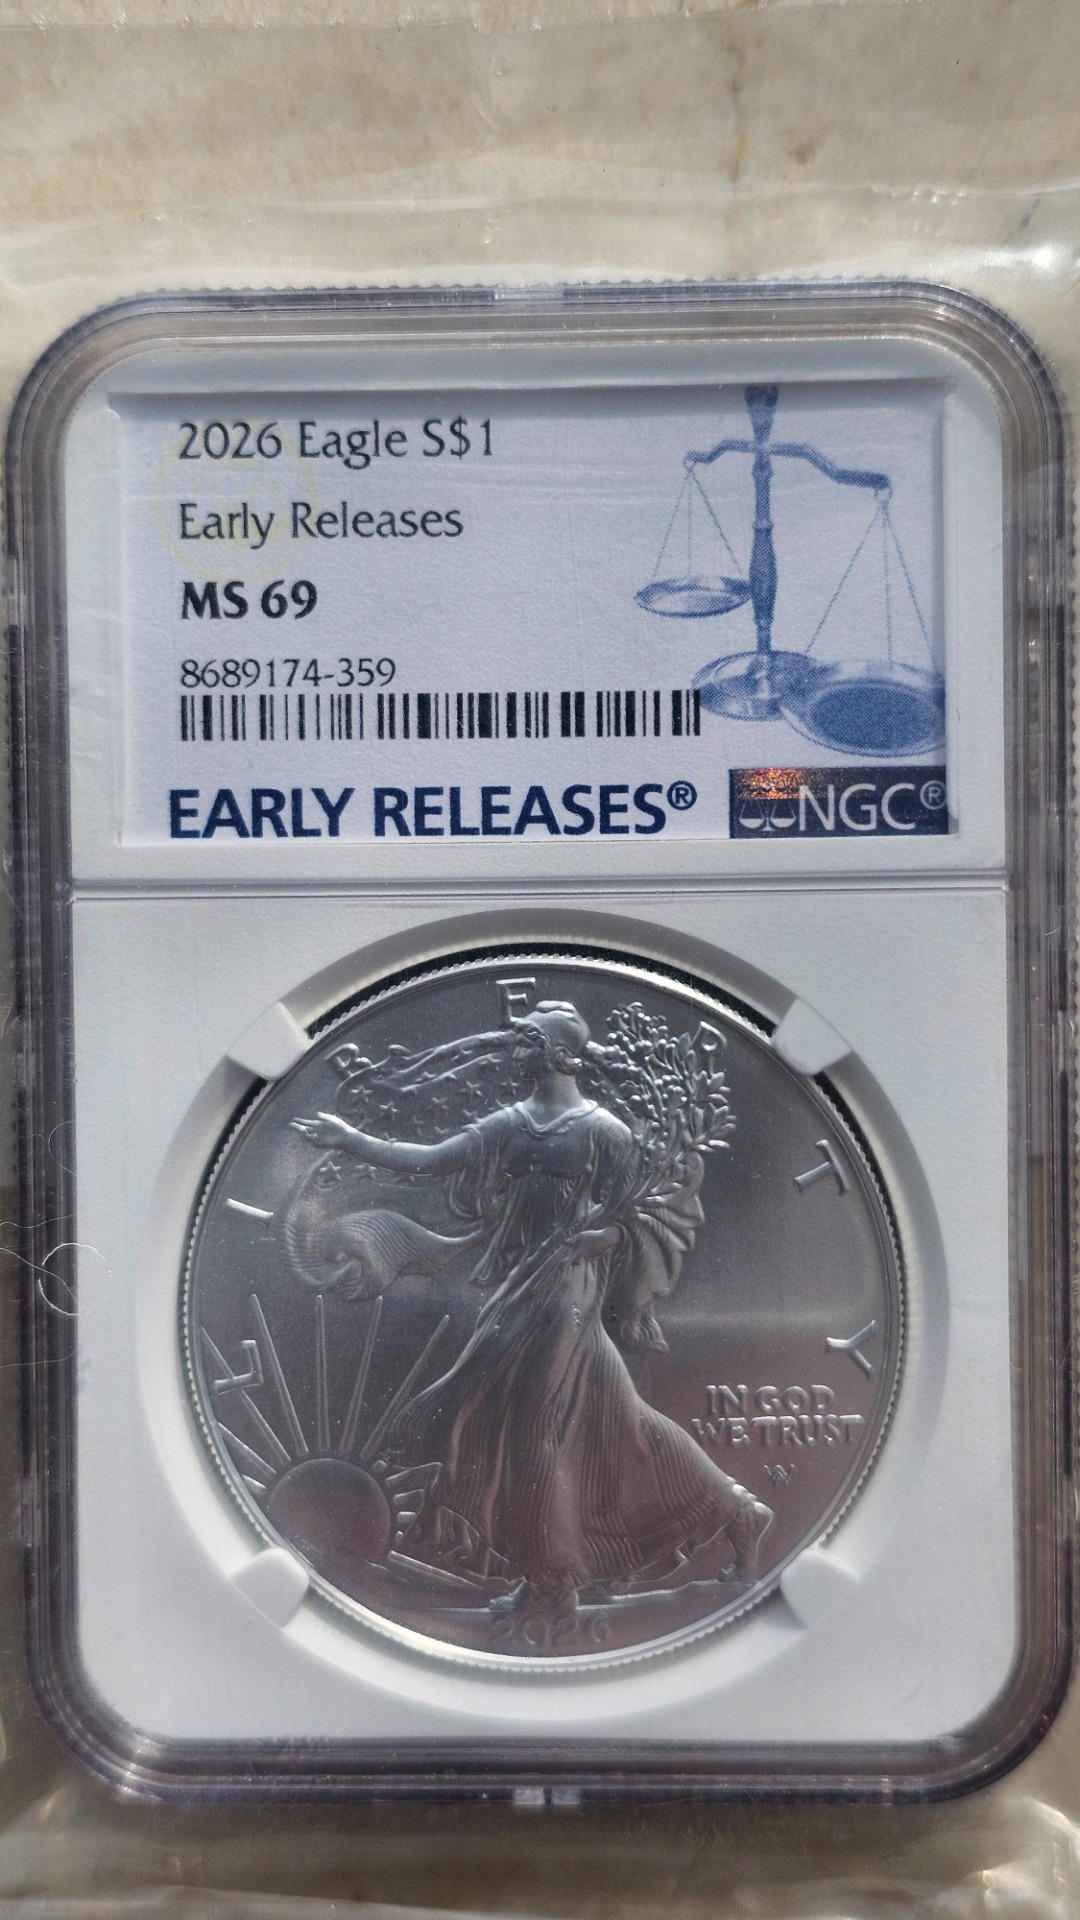 2026 Eagle S$1
Early Releases
MS 69
8689174-359
EARLY RELEASES®
NGC®
LIBERTY
IN GOD
WE TRUST
W
2026